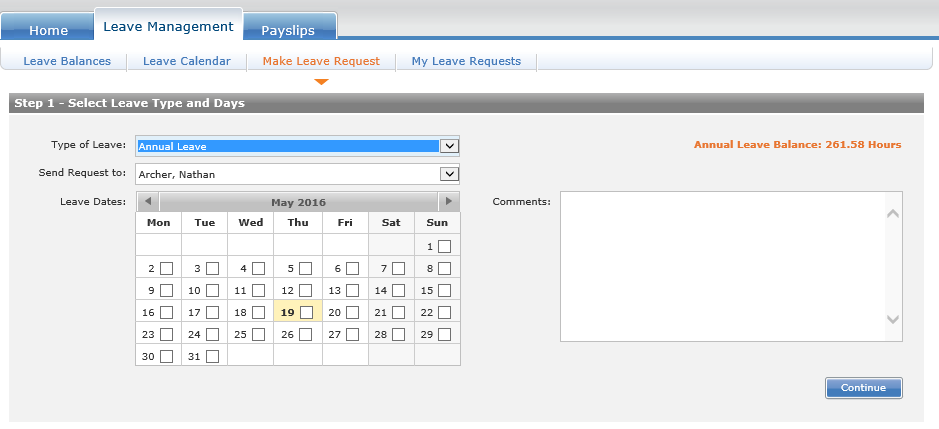 Home Leave Management Payslips
Leave Balances Leave Calendar Make Leave Request My Leave Requests
Step 1 - Select Leave Type and Days
Type of Leave: Annual Leave Annual Leave Balance: 261.58 Hours
Send Request to: Archer, Nathan
Leave Dates: May 2016 Comments:
Mon Tue Wed Thu Fri Sat Sun
1
2 3 4 5 6 7 8
9 10 11 12 13 14 15
16 17 18 19 20 21 22
23 24 25 26 27 28 29
30 31
Continue